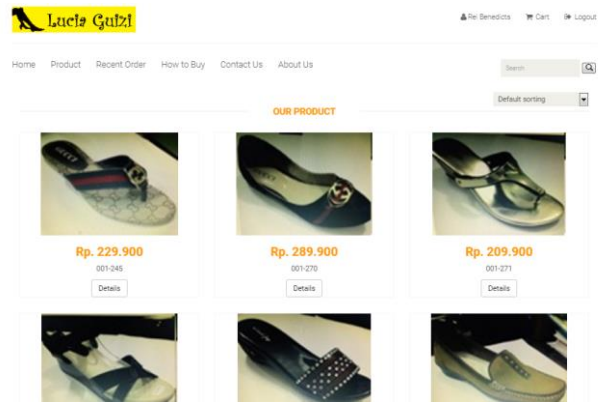 Lucia Guizi
Rei Benedicta Cart Logout
Home Product Recent Order How to Buy Contact Us About Us
Search
Default sorting
OUR PRODUCT
GUCCI
Rp. 229.900 Rp. 289.900 Rp. 209.900
001-245 001-270 001-271
Details Details Details